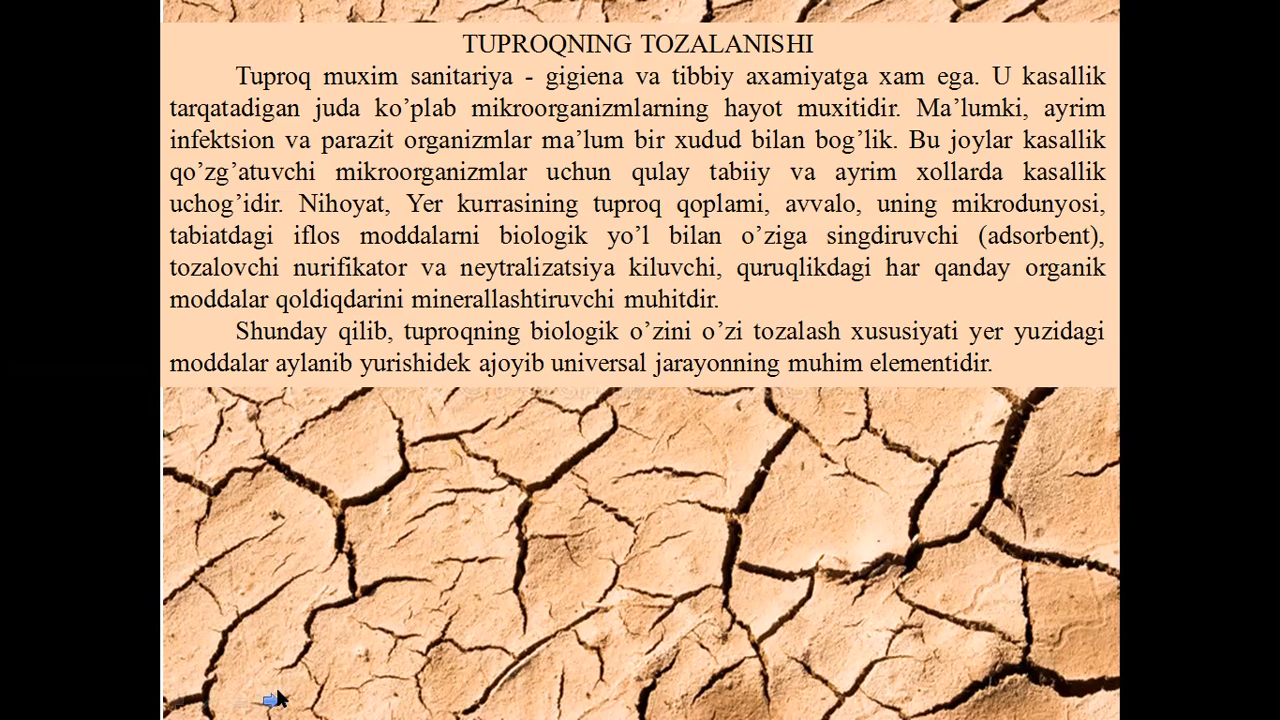 TUPROQNING TOZALANISHI
Tuproq muxim sanitariya - gigiena va tibbiy axamiyatga xam ega. U kasallik
tarqatadigan juda ko’plab mikroorganizmlarning hayot muxitidir. Ma’lumki, ayrim
infektsion va parazit organizmlar ma’lum bir xudud bilan bog’lik. Bu joylar kasallik
qo’zg’atuvchi mikroorganizmlar uchun qulay tabiiy va ayrim xollarda kasallik
uchog’idir. Nihoyat, Yer kurrasining tuproq qoplami, avvalo, uning mikrodunyosi,
tabiatdagi iflos moddalarni biologik yo’l bilan o’ziga singdiruvchi (adsorbent),
tozalovchi nurifikator va neytralizatsiya kiluvchi, quruqlikdagi har qanday organik
moddalar qoldiqdarini minerallashtiruvchi muhitdir.
Shunday qilib, tuproqning biologik o’zini o’zi tozalash xususiyati yer yuzidagi
moddalar aylanib yurishidek ajoyib universal jarayonning muhim elementidir.